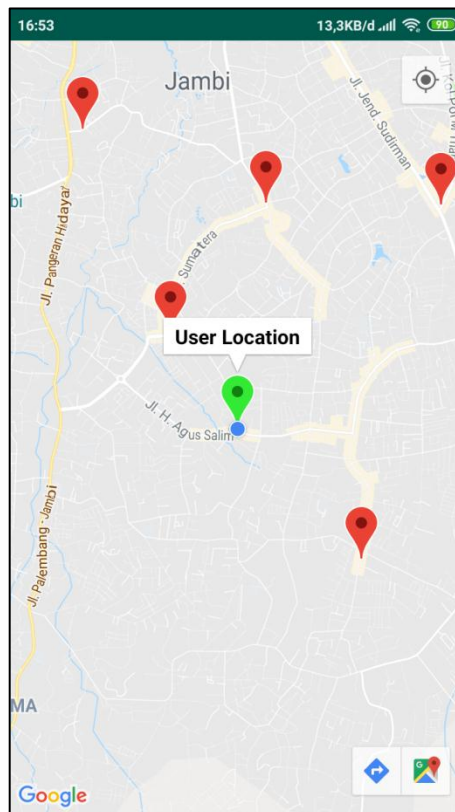 16:53
13,3KB/d
90
Jambi
Jl. Jend. Sudirman
bi
Jl. Pangeran Hidayat
Sumatera
User Location
Jl. H. Agus Salim
Jl. Palembang - Jambi
MA
Google